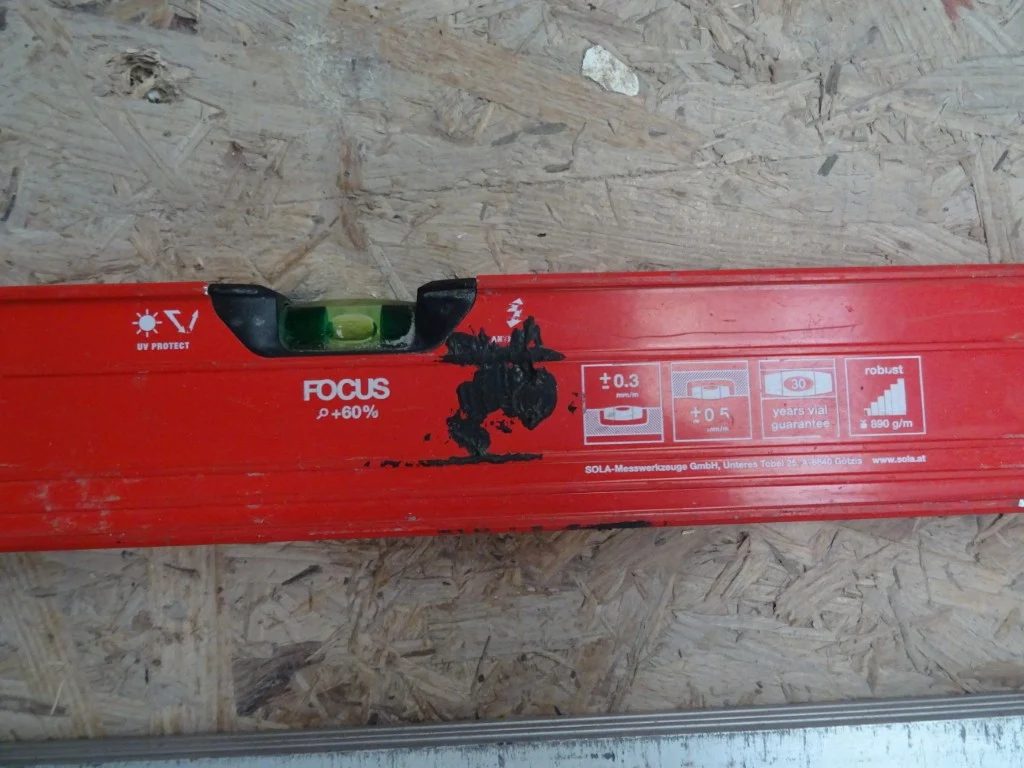 UV PROTECT
FOCUS
+60%
±0.3
mm/m
±0.5
mm/m
30
years vial
guarantee
robust
890 g/m
SOLA-Messwerkzeuge GmbH, Unteres Tobel 25, A-6840 Götzis www.sola.at